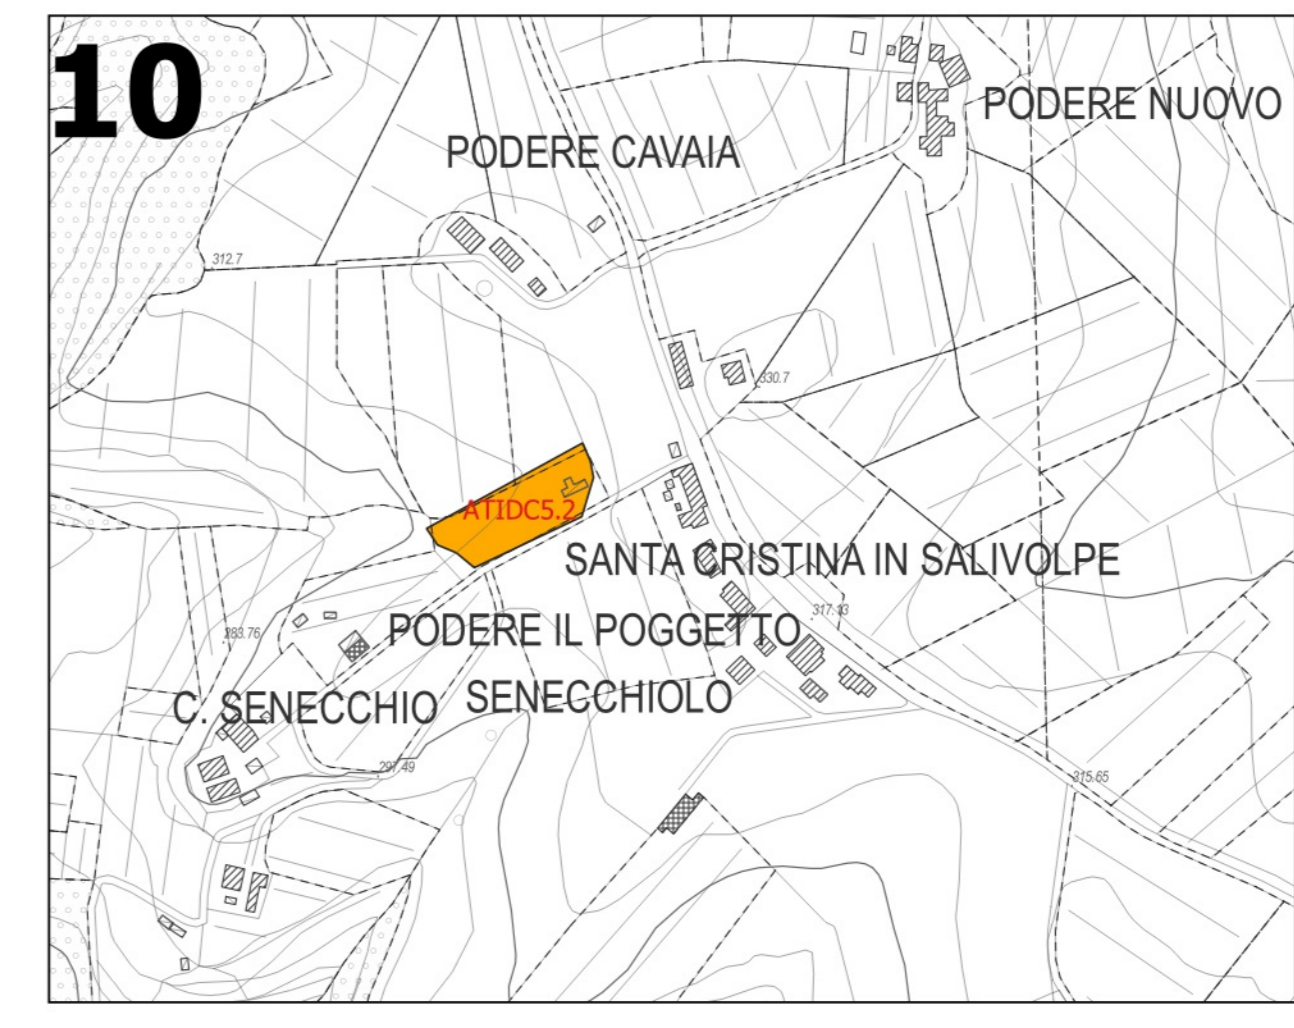 10
PODERE NUOVO
PODERE CAVAIA
312.7
330.7
ATIDC5.2
SANTA CRISTINA IN SALIVOLPE
317.13
283.76
PODERE IL POGGETTO
C. SENECCHIO
SENECCHIOLO
297.49
315.65